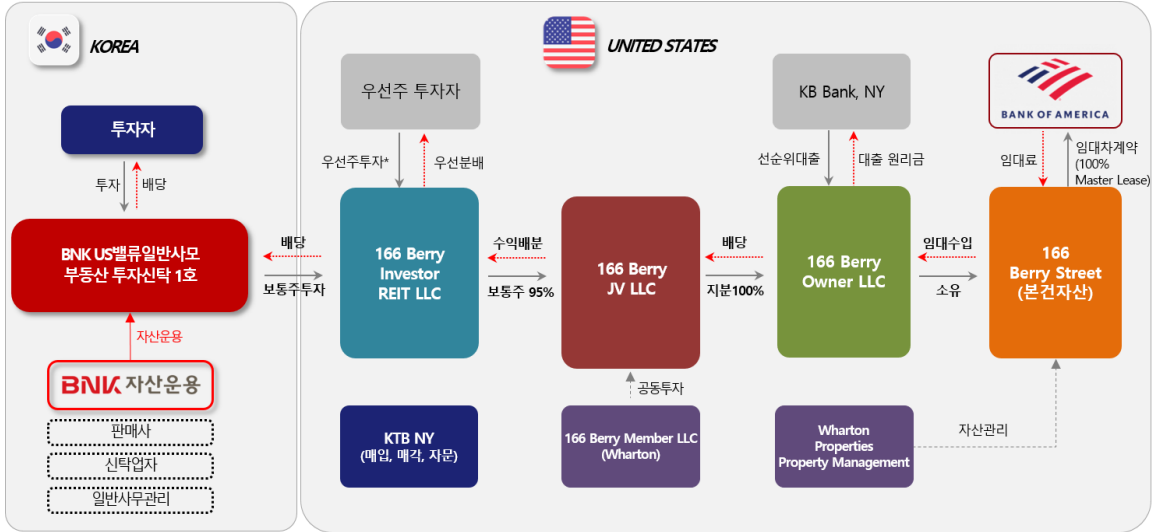 KOREA
투자자
투자
배당
BNK US밸류일반사모
부동산 투자신탁 1호
배당
보통주투자
자산운용
BNK 자산운용
판매사
신탁업자
일반사무관리
UNITED STATES
우선주 투자자
우선주투자*
우선분배
166 Berry
Investor
REIT LLC
수익배분
보통주 95%
KTB NY
(매입, 매각, 자문)
166 Berry
JV LLC
배당
지분100%
공동투자
166 Berry Member LLC
(Wharton)
KB Bank, NY
선순위대출
대출 원리금
166 Berry
Owner LLC
임대수입
소유
Wharton
Properties
Property Management
자산관리
BANK OF AMERICA
임대료
임대차계약
(100%
Master Lease)
166
Berry Street
(본건자산)